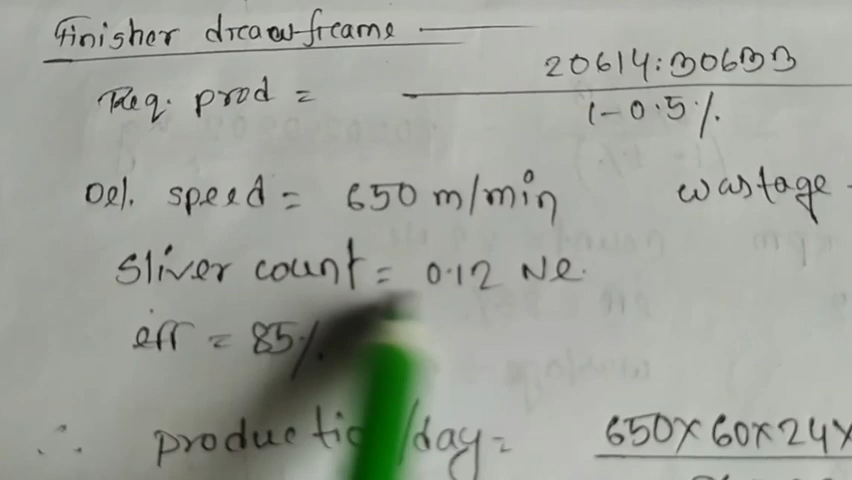 Finisher drawframe
20614.30633
Req. prod =
1-0.5%
Del. speed = 650 m/min wastage
Sliver count = 0.12 Ne.
eff = 85%
∴ production/day = 650×60×24×